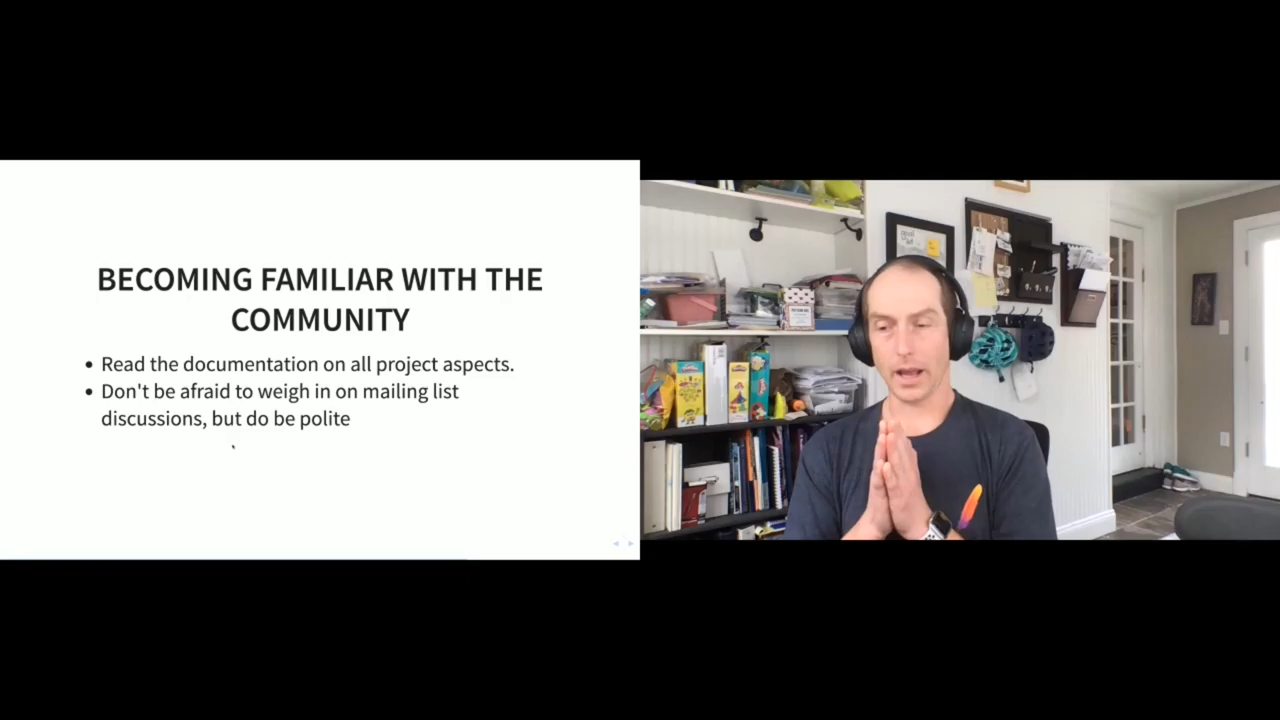 BECOMING FAMILIAR WITH THE
COMMUNITY
• Read the documentation on all project aspects.
• Don't be afraid to weigh in on mailing list
discussions, but do be polite